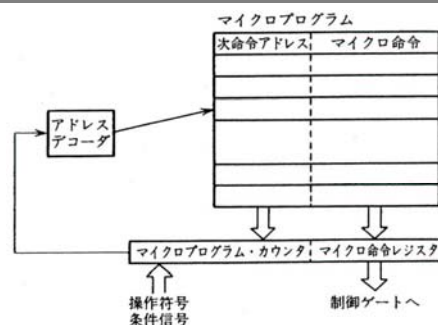 マイクロプログラム
次命令アドレス
マイクロ命令
アドレス
デコーダ
マイクロプログラム・カウンタ
マイクロ命令レジスタ
操作符号
条件信号
制御ゲートへ